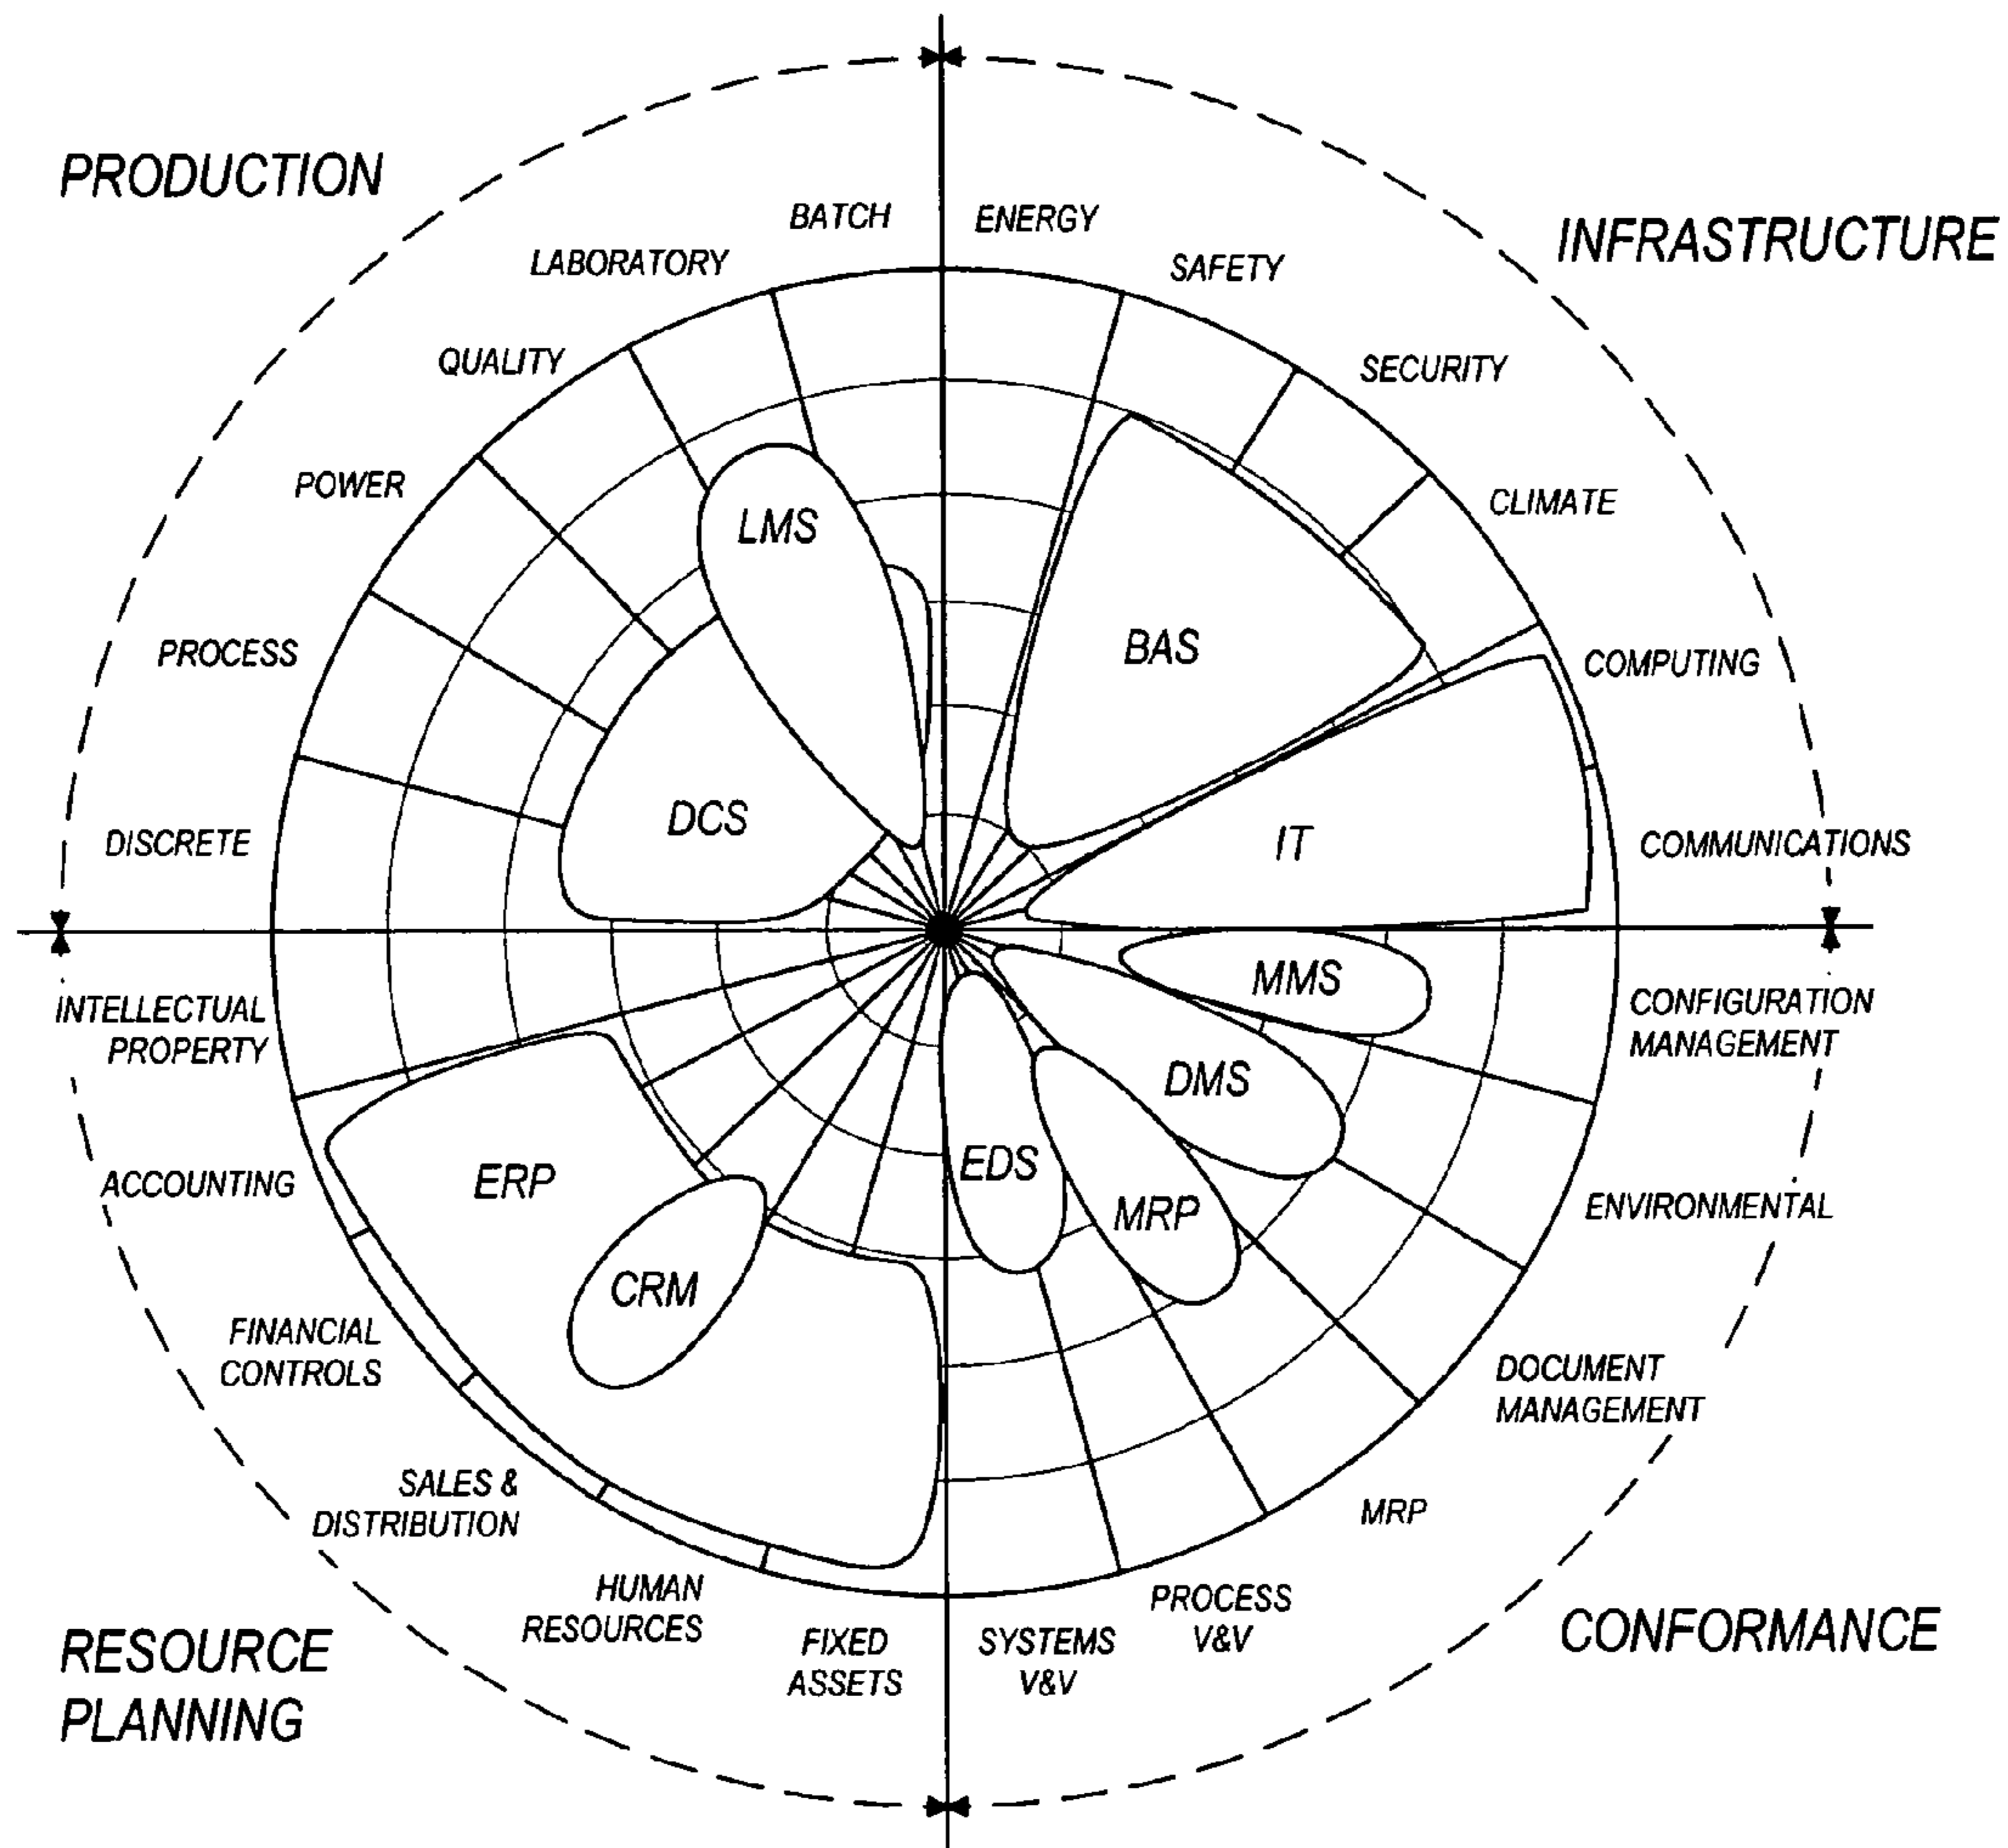 PRODUCTION
INFRASTRUCTURE
BATCH
ENERGY
LABORATORY
SAFETY
QUALITY
SECURITY
POWER
CLIMATE
PROCESS
COMPUTING
DISCRETE
COMMUNICATIONS
LMS
BAS
DCS
IT
MMS
DMS
EDS
MRP
ERP
CRM
INTELLECTUAL
PROPERTY
CONFIGURATION
MANAGEMENT
ACCOUNTING
ENVIRONMENTAL
FINANCIAL
CONTROLS
DOCUMENT
MANAGEMENT
SALES &
DISTRIBUTION
MRP
HUMAN
RESOURCES
PROCESS
V&V
FIXED
ASSETS
SYSTEMS
V&V
RESOURCE
PLANNING
CONFORMANCE